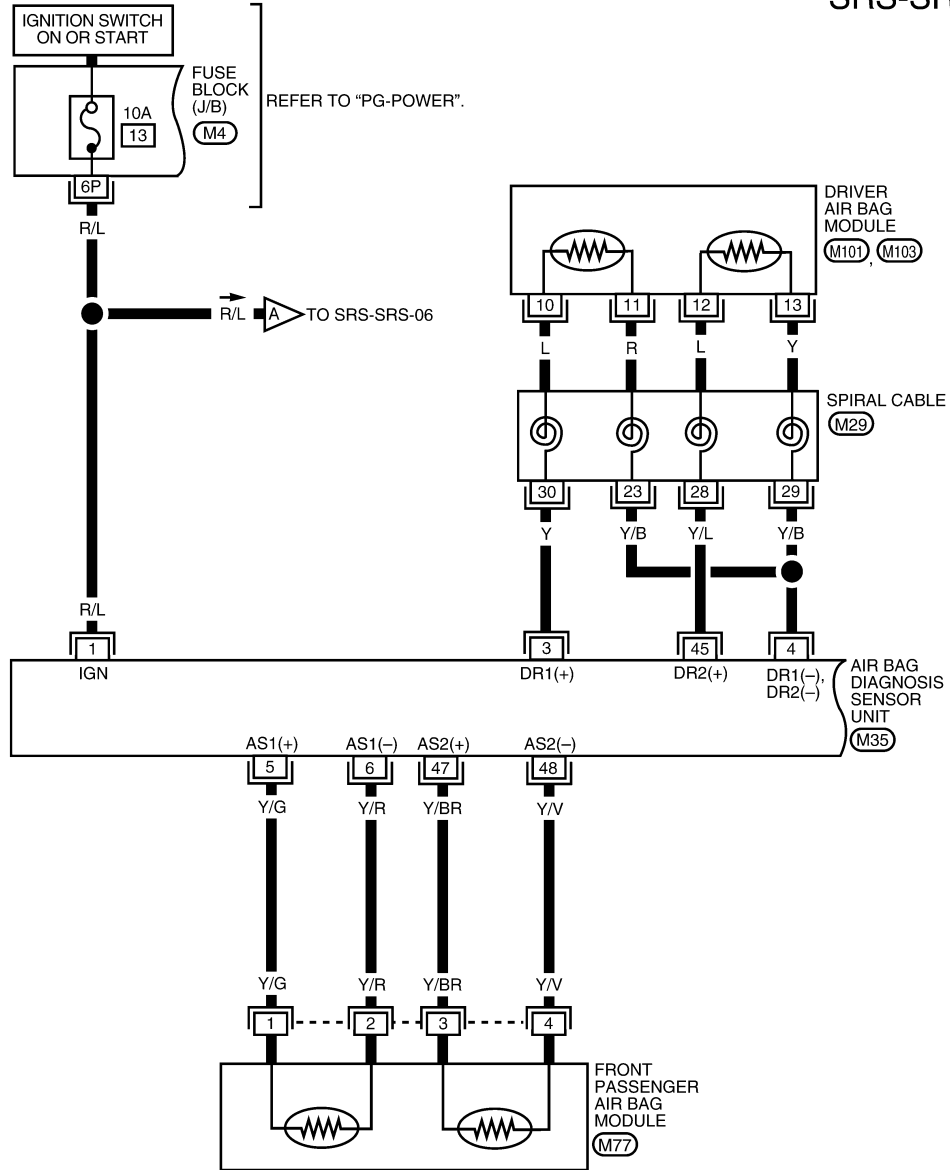 SRS-SR
IGNITION SWITCH
ON OR START
FUSE
BLOCK
(J/B)
M4
10A
13
REFER TO “PG-POWER”.
6P
R/L
R/L
A
TO SRS-SRS-06
DRIVER
AIR BAG
MODULE
M101, M103
10 11 12 13
L R L Y
SPIRAL CABLE
M29
30 23 28 29
Y Y/B Y/L Y/B
R/L
1 3 45 4
IGN DR1(+) DR2(+) DR1(–),
DR2(–)
AIR BAG
DIAGNOSIS
SENSOR
UNIT
M35
AS1(+) AS1(–) AS2(+) AS2(–)
5 6 47 48
Y/G Y/R Y/BR Y/V
Y/G Y/R Y/BR Y/V
1 2 3 4
FRONT
PASSENGER
AIR BAG
MODULE
M77